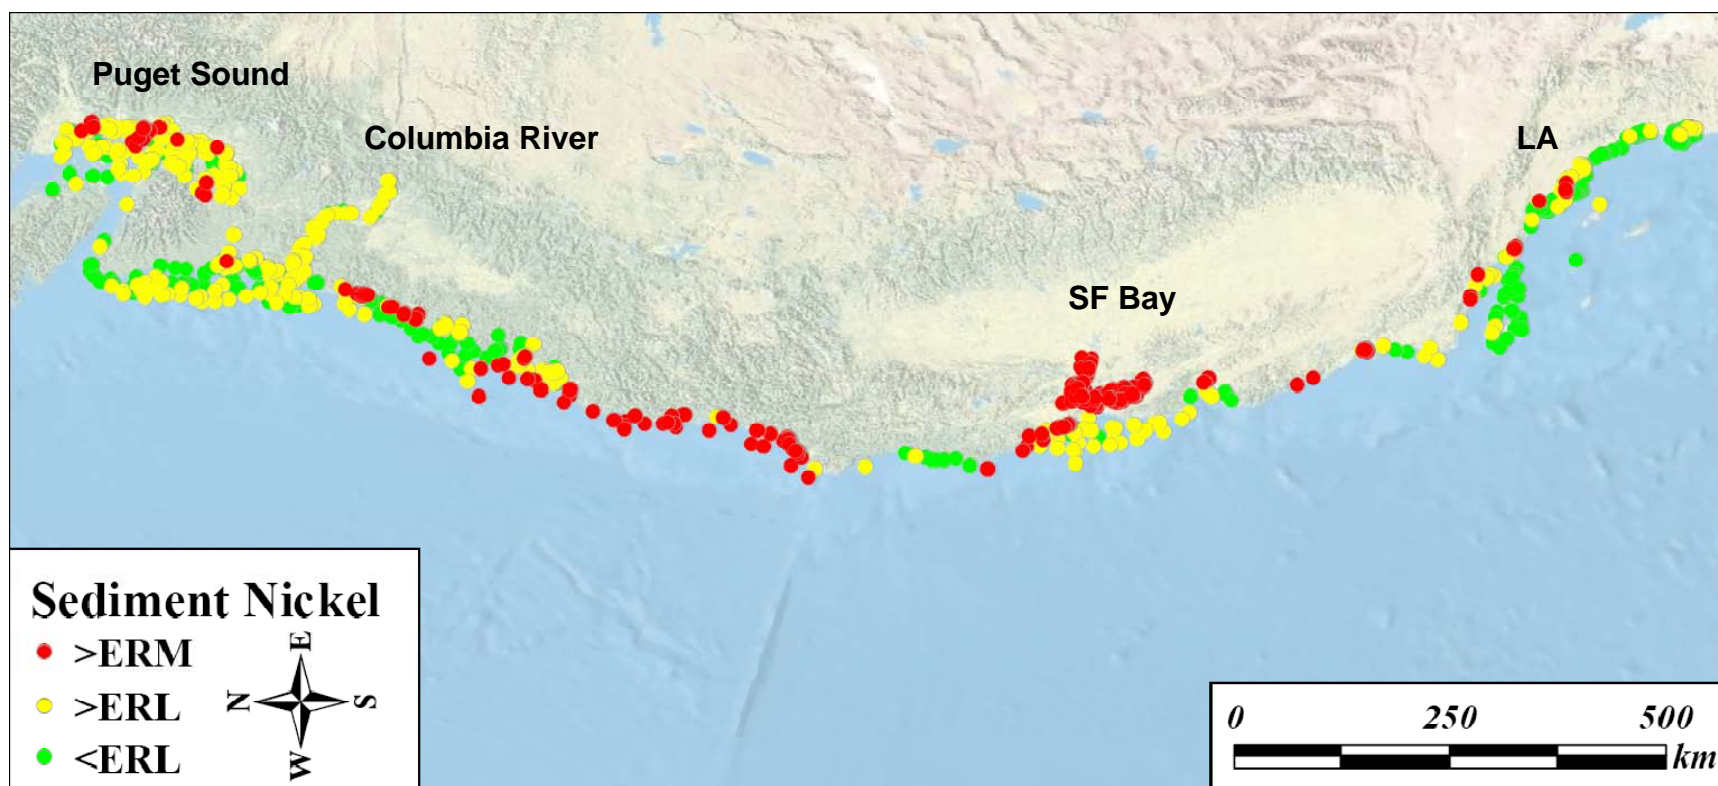 Puget Sound
Columbia River
LA
SF Bay
Sediment Nickel
>ERM
>ERL
<ERL
E
N
S
W
0 250 500
km